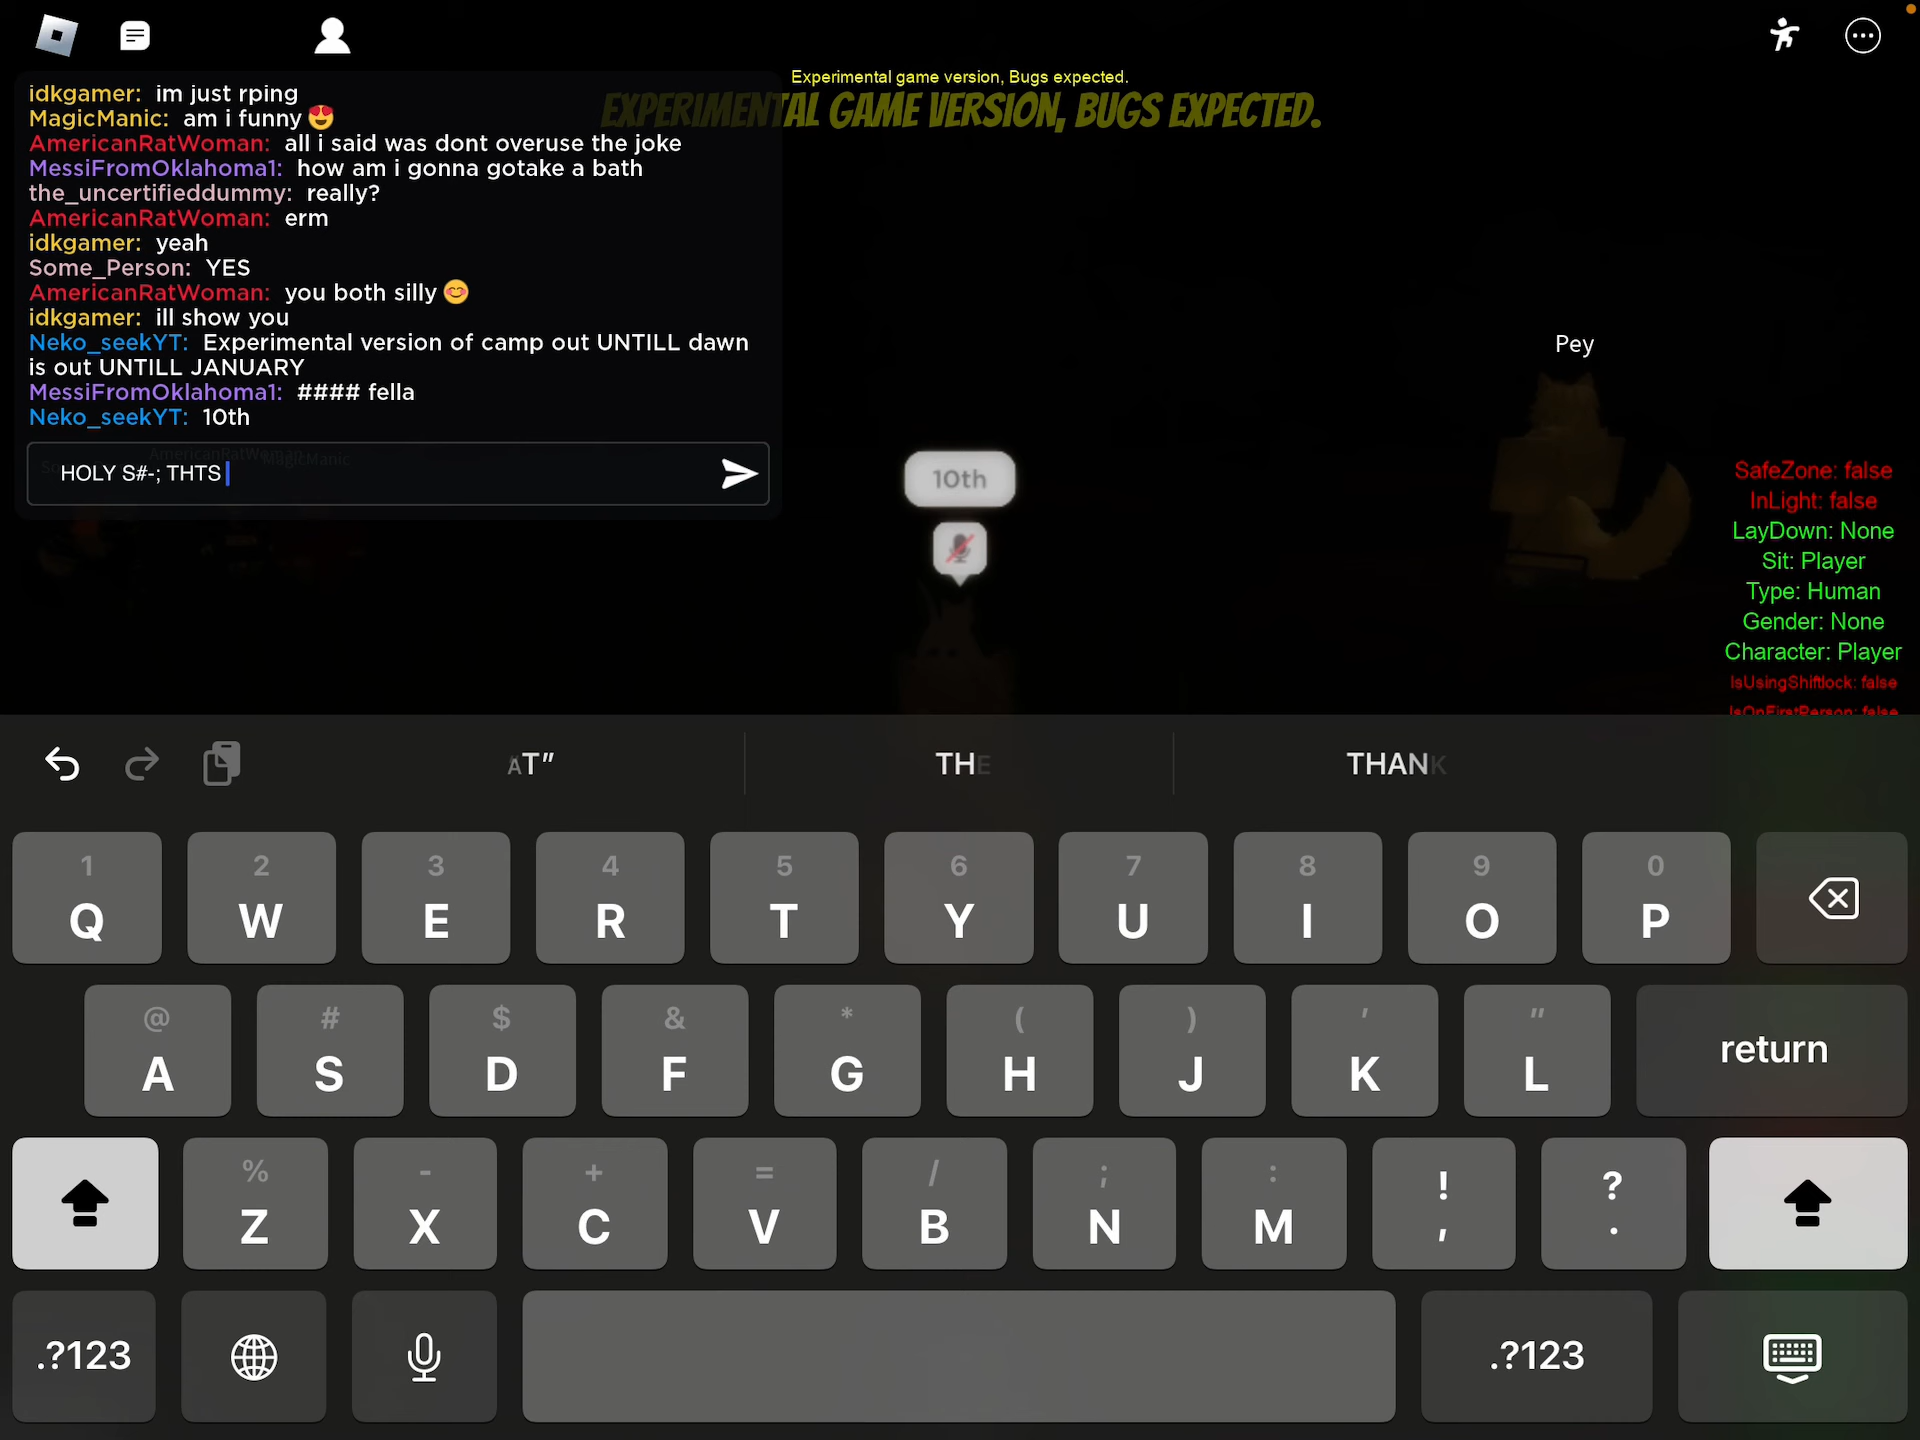 Experimental game version, Bugs expected.
EXPERIMENTAL GAME VERSION, BUGS EXPECTED.
idkgamer: im just rping
MagicManic: am i funny 😍
AmericanRatWoman: all i said was dont overuse the joke
MessiFromOklahoma1: how am i gonna gotake a bath
the_uncertifieddummy: really?
AmericanRatWoman: erm
idkgamer: yeah
Some_Person: YES
AmericanRatWoman: you both silly 😊
idkgamer: ill show you
Neko_seekYT: Experimental version of camp out UNTILL dawn
is out UNTILL JANUARY
MessiFromOklahoma1: #### fella
Neko_seekYT: 10th
AmericanRatWoman
MagicManic
HOLY S#-; THTS
10th
Pey
SafeZone: false
InLight: false
LayDown: None
Sit: Player
Type: Human
Gender: None
Character: Player
IsUsingShiftlock: false
IsOnFirstPerson: false
AT" THE THANK
1 2 3 4 5 6 7 8 9 0
Q W E R T Y U I O P
@ # $ & * ( ) ' "
A S D F G H J K L return
% - + = / ; : ! ?
Z X C V B N M , .
.?123 .?123